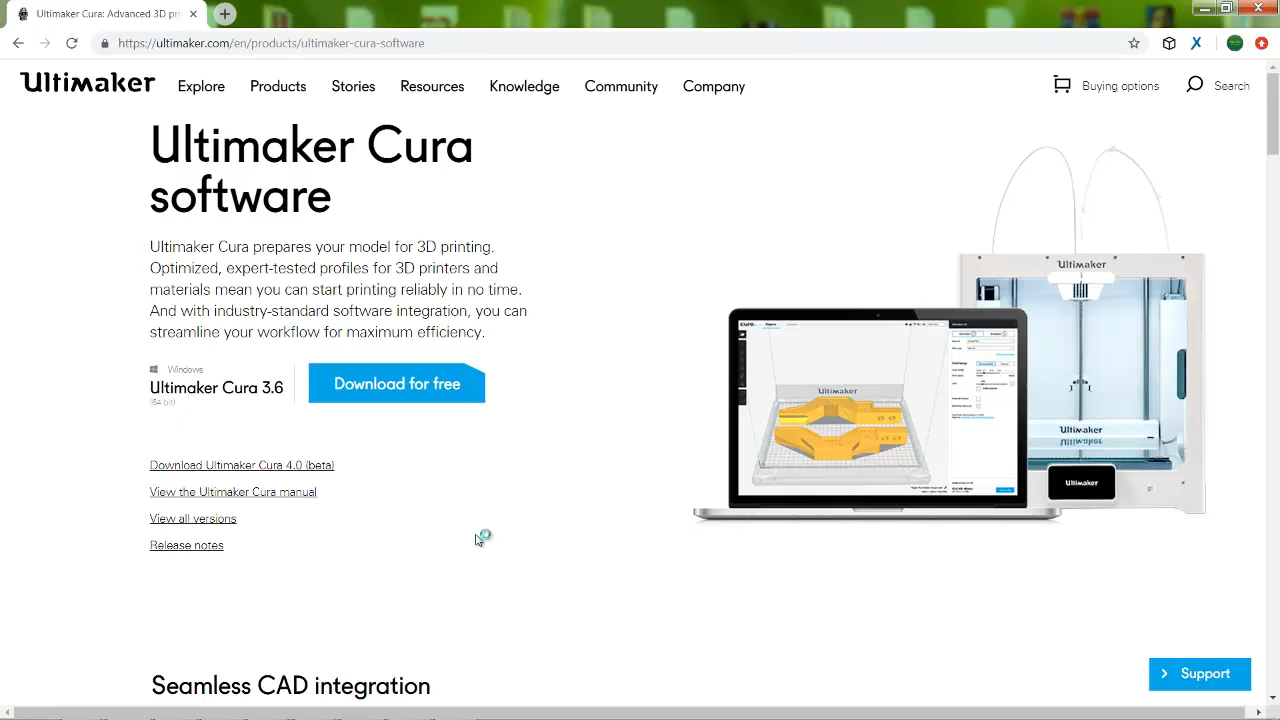 Ultimaker Cura: Advanced 3D pri
https://ultimaker.com/en/products/ultimaker-cura-software
Ultimaker
Explore
Products
Stories
Resources
Knowledge
Community
Company
Buying options
Search
Ultimaker Cura
software
Ultimaker Cura prepares your model for 3D printing.
Optimized, expert-tested profiles for 3D printers and
materials mean you can start printing reliably in no time.
And with industry-standard software integration, you can
streamline your workflow for maximum efficiency.
Windows
Ultimaker Cura 3.6
(64 bit)
Download for free
Download Ultimaker Cura 4.0 (beta)
View the Ultimaker Cura manual
View all versions
Release notes
Ultimaker
Ultimaker
Ultimaker
Ultimaker
Ultimaker
cura
Seamless CAD integration
Support